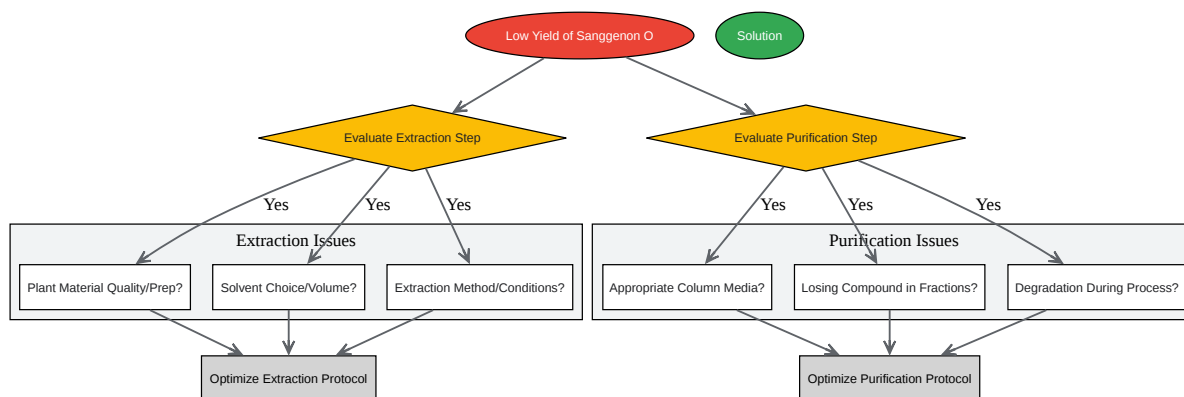 Low Yield of Sanggenon O
Solution
Evaluate Extraction Step
Evaluate Purification Step
Yes
Yes
Yes
Yes
Yes
Yes
Extraction Issues
Purification Issues
Plant Material Quality/Prep?
Solvent Choice/Volume?
Extraction Method/Conditions?
Appropriate Column Media?
Losing Compound in Fractions?
Degradation During Process?
Optimize Extraction Protocol
Optimize Purification Protocol